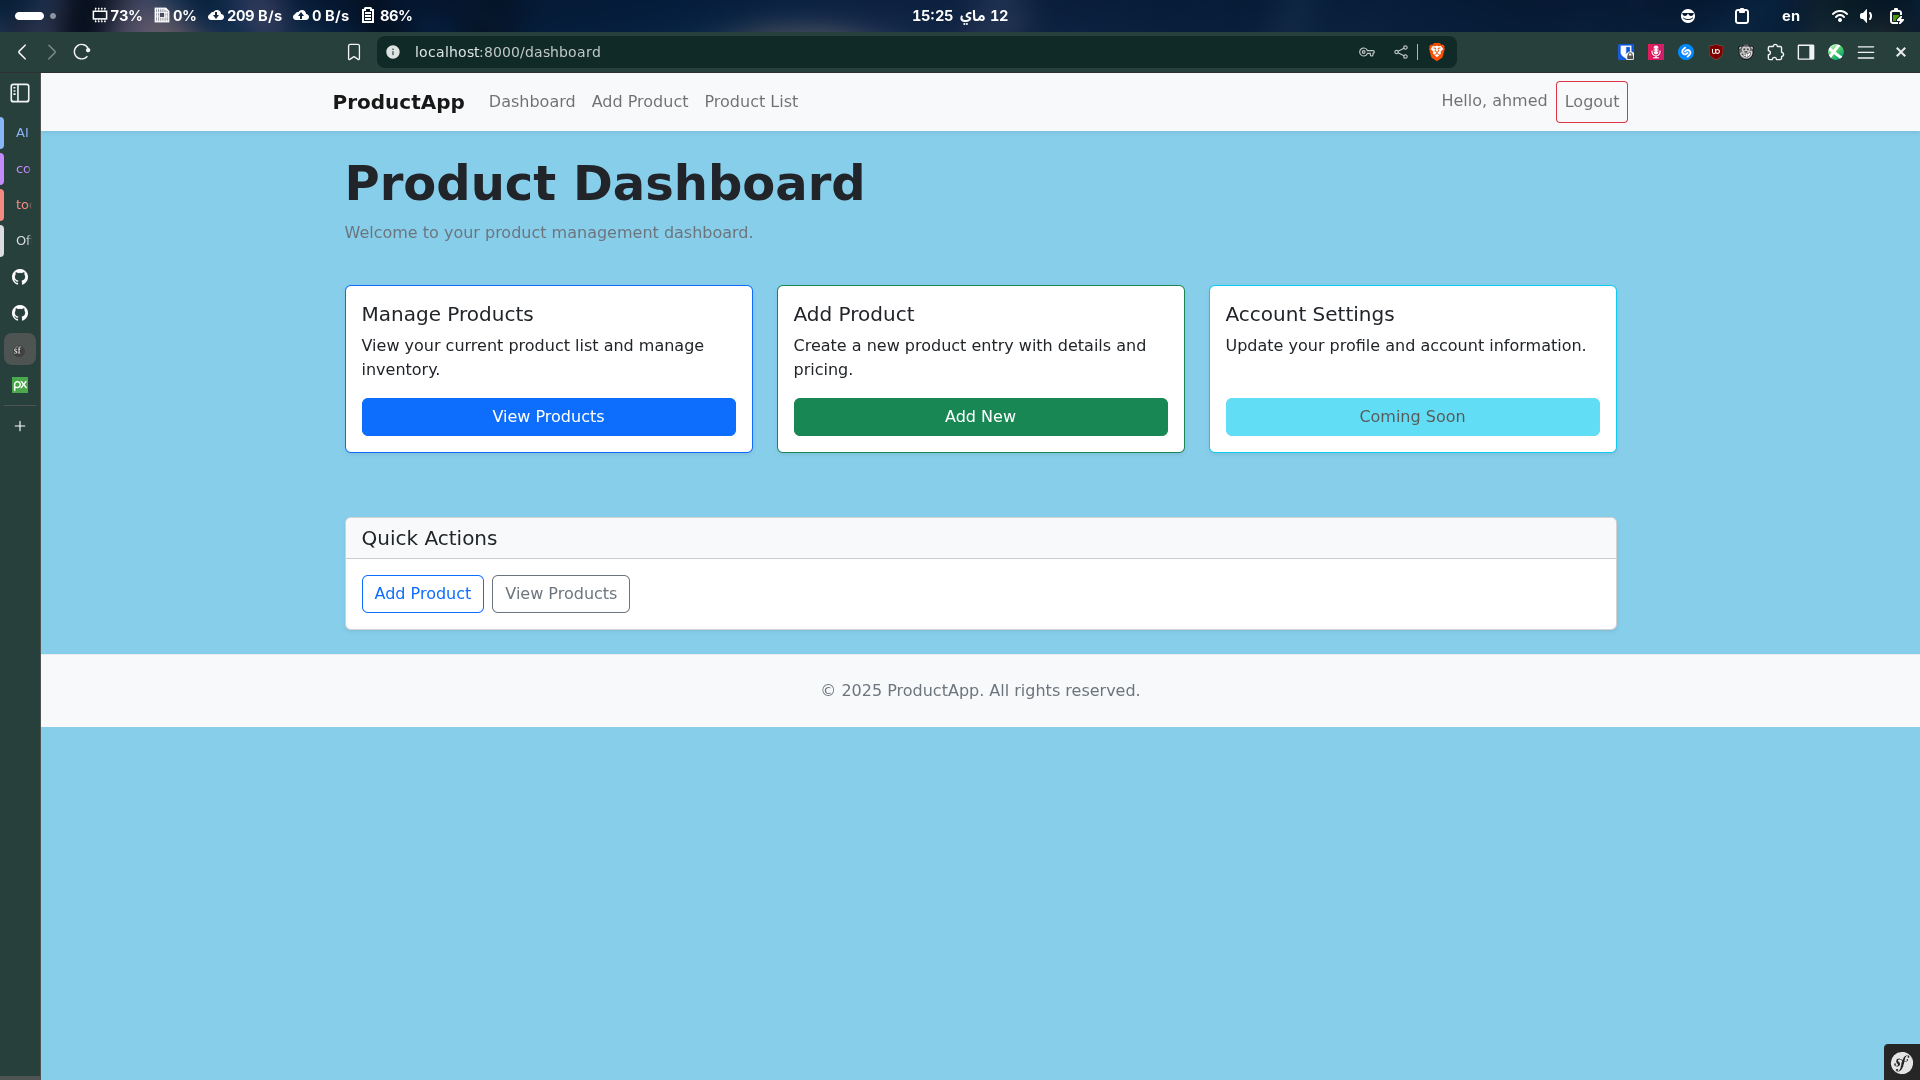 73% 0% 209 B/s 0 B/s 86%
12 ماي 15:25
en
localhost:8000/dashboard
AI
co
to
Of
ProductApp Dashboard Add Product Product List Hello, ahmed Logout
Product Dashboard
Welcome to your product management dashboard.
Manage Products
View your current product list and manage
inventory.
View Products
Add Product
Create a new product entry with details and
pricing.
Add New
Account Settings
Update your profile and account information.
Coming Soon
Quick Actions
Add Product View Products
© 2025 ProductApp. All rights reserved.
sf
sf
px
UD